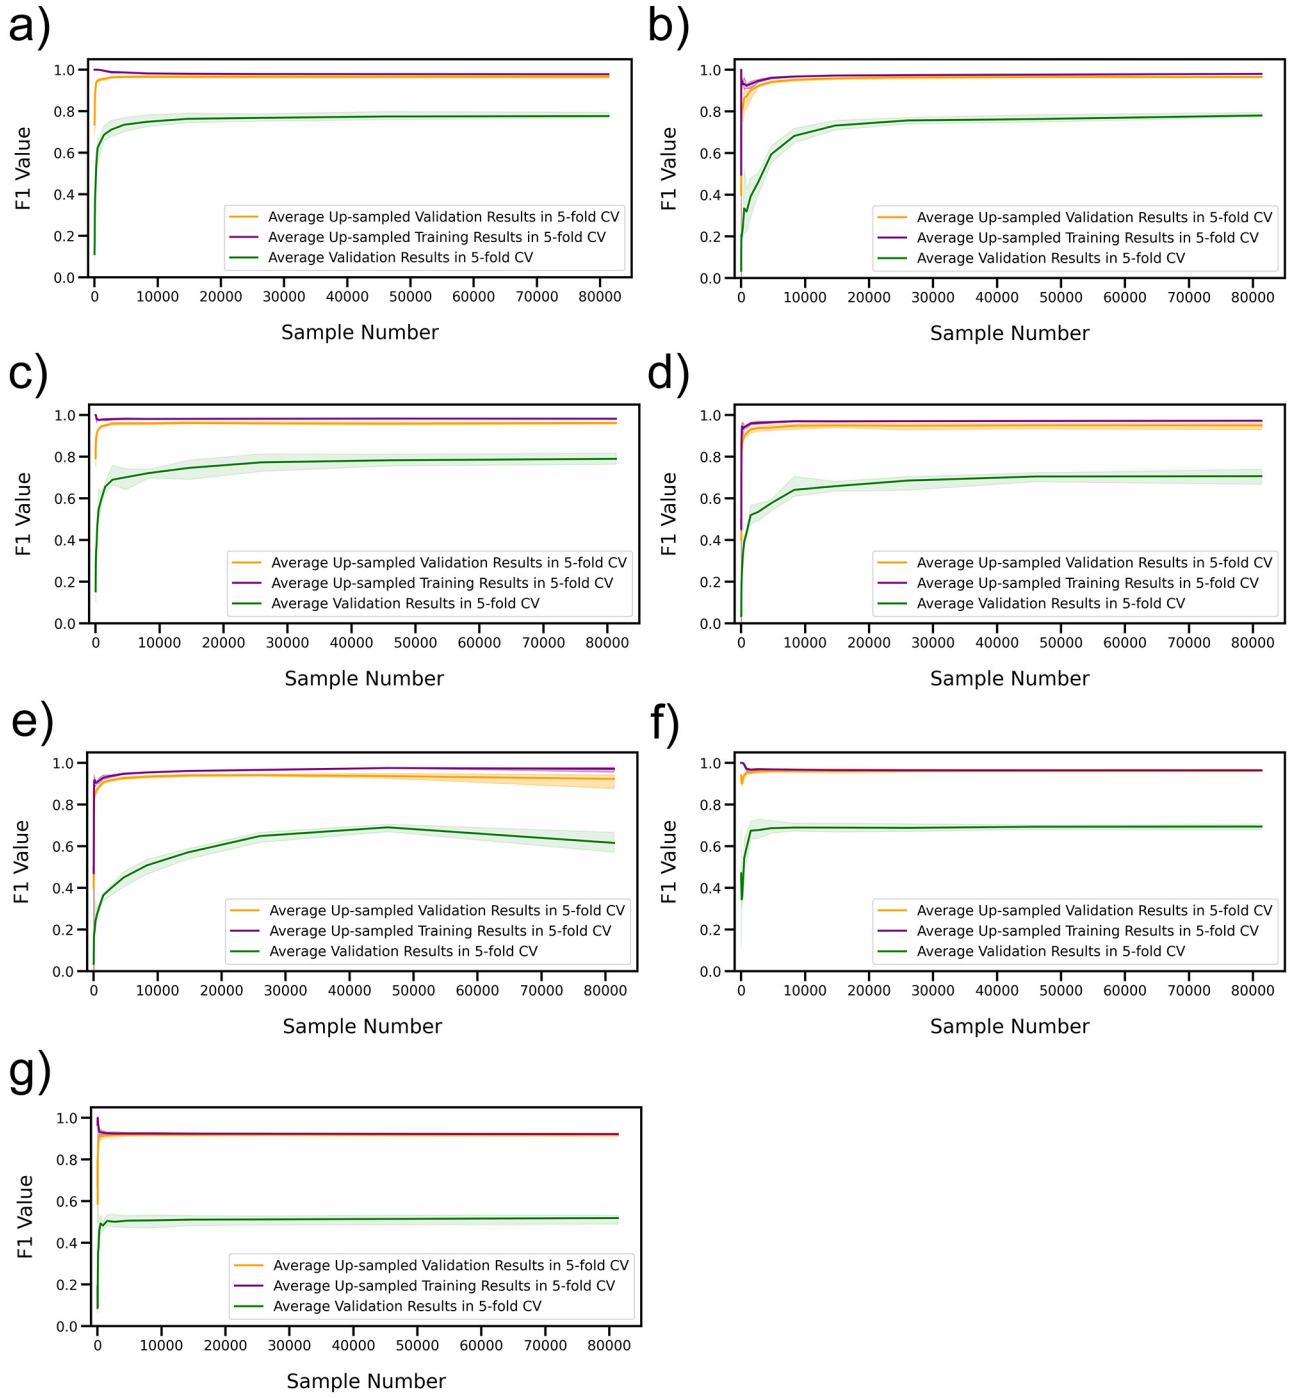 a)
1.0
0.8
0.6
0.4
0.2
0.0
F1 Value
Average Up-sampled Validation Results in 5-fold CV
Average Up-sampled Training Results in 5-fold CV
Average Validation Results in 5-fold CV
0 10000 20000 30000 40000 50000 60000 70000 80000
Sample Number
b)
1.0
0.8
0.6
0.4
0.2
0.0
F1 Value
Average Up-sampled Validation Results in 5-fold CV
Average Up-sampled Training Results in 5-fold CV
Average Validation Results in 5-fold CV
0 10000 20000 30000 40000 50000 60000 70000 80000
Sample Number
c)
1.0
0.8
0.6
0.4
0.2
0.0
F1 Value
Average Up-sampled Validation Results in 5-fold CV
Average Up-sampled Training Results in 5-fold CV
Average Validation Results in 5-fold CV
0 10000 20000 30000 40000 50000 60000 70000 80000
Sample Number
d)
1.0
0.8
0.6
0.4
0.2
0.0
F1 Value
Average Up-sampled Validation Results in 5-fold CV
Average Up-sampled Training Results in 5-fold CV
Average Validation Results in 5-fold CV
0 10000 20000 30000 40000 50000 60000 70000 80000
Sample Number
e)
1.0
0.8
0.6
0.4
0.2
0.0
F1 Value
Average Up-sampled Validation Results in 5-fold CV
Average Up-sampled Training Results in 5-fold CV
Average Validation Results in 5-fold CV
0 10000 20000 30000 40000 50000 60000 70000 80000
Sample Number
f)
1.0
0.8
0.6
0.4
0.2
0.0
F1 Value
Average Up-sampled Validation Results in 5-fold CV
Average Up-sampled Training Results in 5-fold CV
Average Validation Results in 5-fold CV
0 10000 20000 30000 40000 50000 60000 70000 80000
Sample Number
g)
1.0
0.8
0.6
0.4
0.2
0.0
F1 Value
Average Up-sampled Validation Results in 5-fold CV
Average Up-sampled Training Results in 5-fold CV
Average Validation Results in 5-fold CV
0 10000 20000 30000 40000 50000 60000 70000 80000
Sample Number